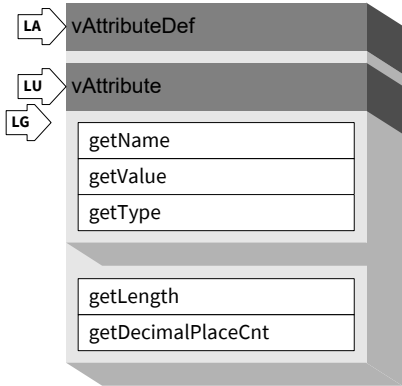 LA
vAttributeDef
LU
vAttribute
LG
getName
getValue
getType
getLength
getDecimalPlaceCnt